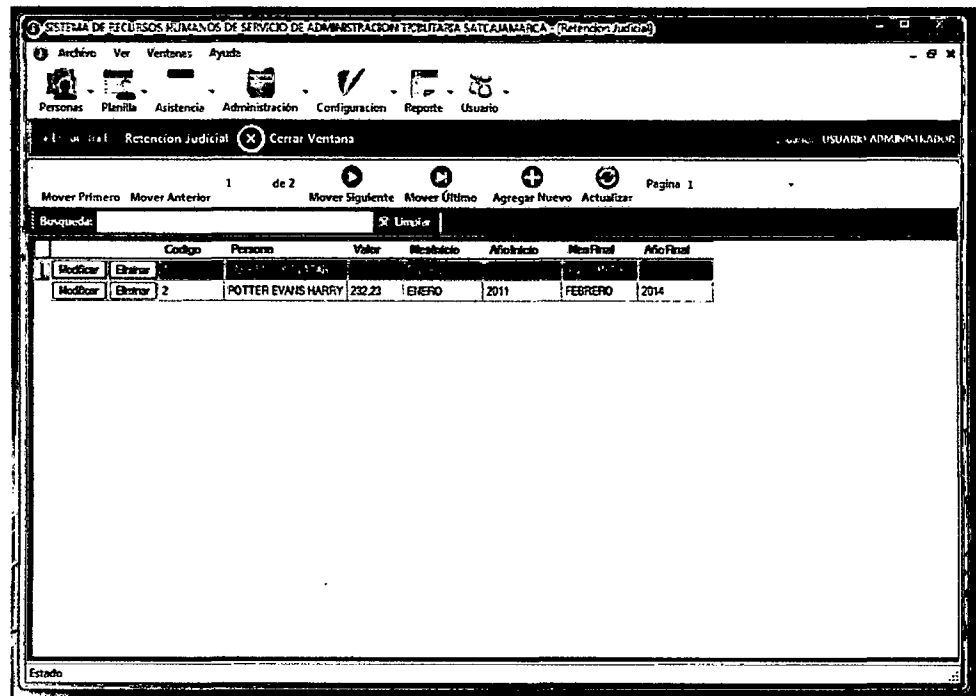 SISTEMA DE RECURSOS HUMANOS DE SERVICIO DE ADMINISTRACION TRIBUTARIA SATCAJAMARCA - [Retencion Judicial]
Archivo Ver Ventanas Ayuda
Personas Planilla Asistencia Administración Configuracion Reporte Usuario
Retencion Judicial Cerrar Ventana USUARIO ADMINISTRADOR
Mover Primero Mover Anterior 1 de 2 Mover Siguiente Mover Último Agregar Nuevo Actualizar Pagina 1
Busqueda: Limpiar
Codigo Persona Valor MesInicio AñoInicio MesFinal AñoFinal
Modificar Eliminar
Modificar Eliminar 2 POTTER EVANS HARRY 232,23 ENERO 2011 FEBRERO 2014
Estado